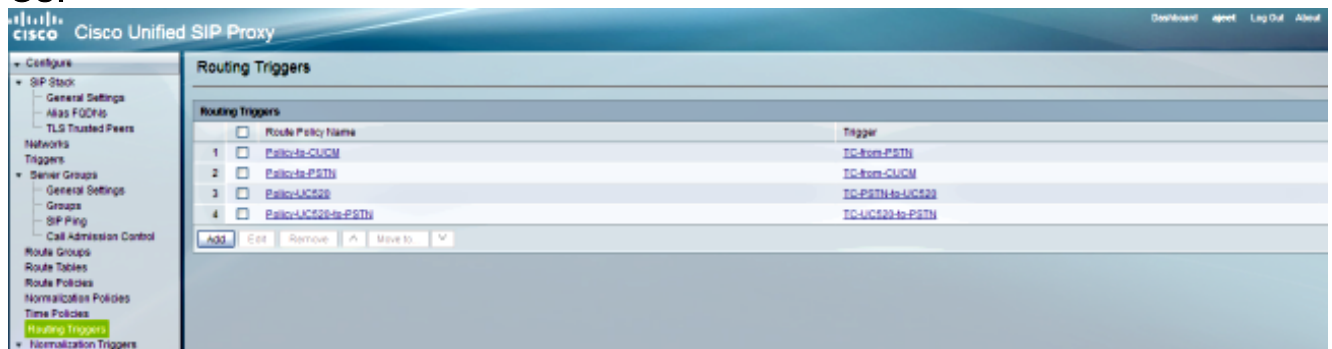 cisco Cisco Unified SIP Proxy
Dashboard ajeet Log Out About
Configure
SIP Stack
General Settings
Alias FQDNs
TLS Trusted Peers
Networks
Triggers
Server Groups
General Settings
Groups
SIP Ping
Call Admission Control
Route Groups
Route Tables
Route Policies
Normalization Policies
Time Policies
Routing Triggers
Normalization Triggers
Routing Triggers
Routing Triggers
Route Policy Name Trigger
1 Policy-to-CUCM TC-from-PSTN
2 Policy-to-PSTN TC-from-CUCM
3 Policy-UC520 TC-PSTN-to-UC520
4 Policy-UC520-to-PSTN TC-UC520-to-PSTN
Add Edit Remove Move to